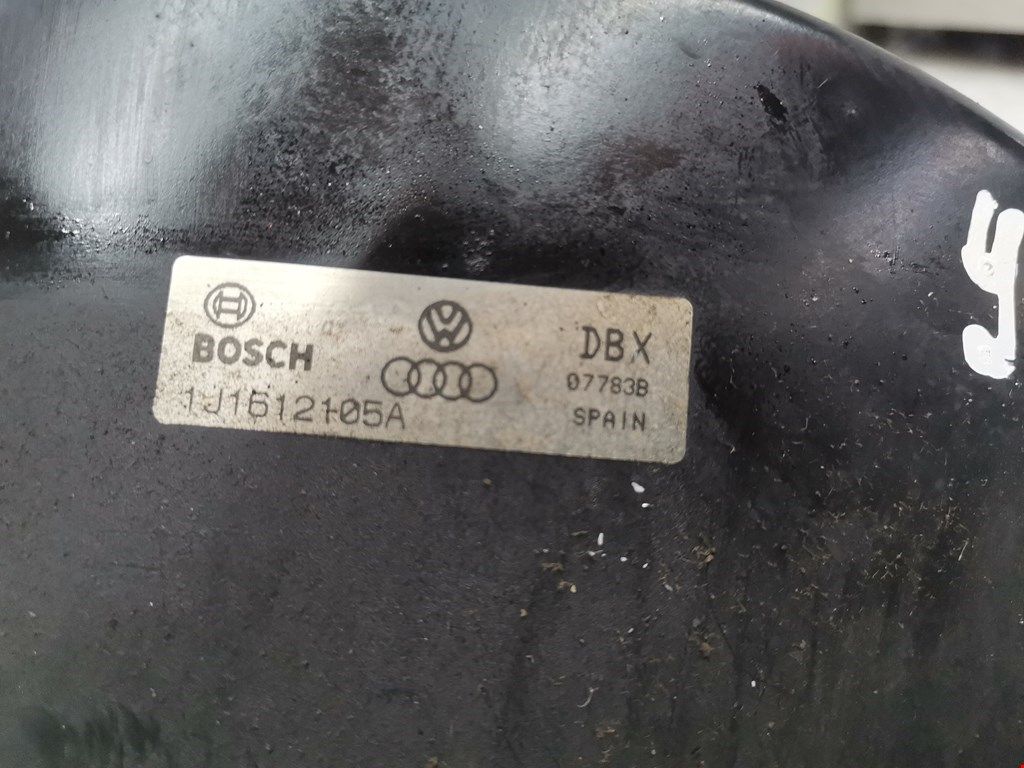 BOSCH
1J1612105A
DBX
07783B
SPAIN